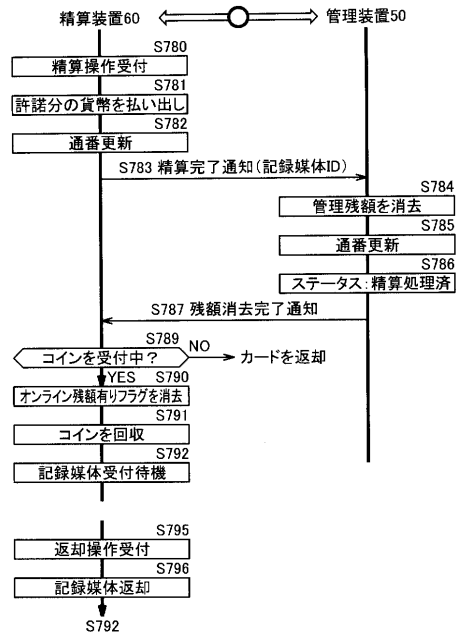 精算装置60
管理装置50
S780
精算操作受付
S781
許諾分の貨幣を払い出し
S782
通番更新
S783 精算完了通知(記録媒体ID)
S784
管理残額を消去
S785
通番更新
S786
ステータス:精算処理済
S787 残額消去完了通知
S789
コインを受付中?
NO
カードを返却
YES
S790
オンライン残額有りフラグを消去
S791
コインを回収
S792
記録媒体受付待機
S795
返却操作受付
S796
記録媒体返却
S792